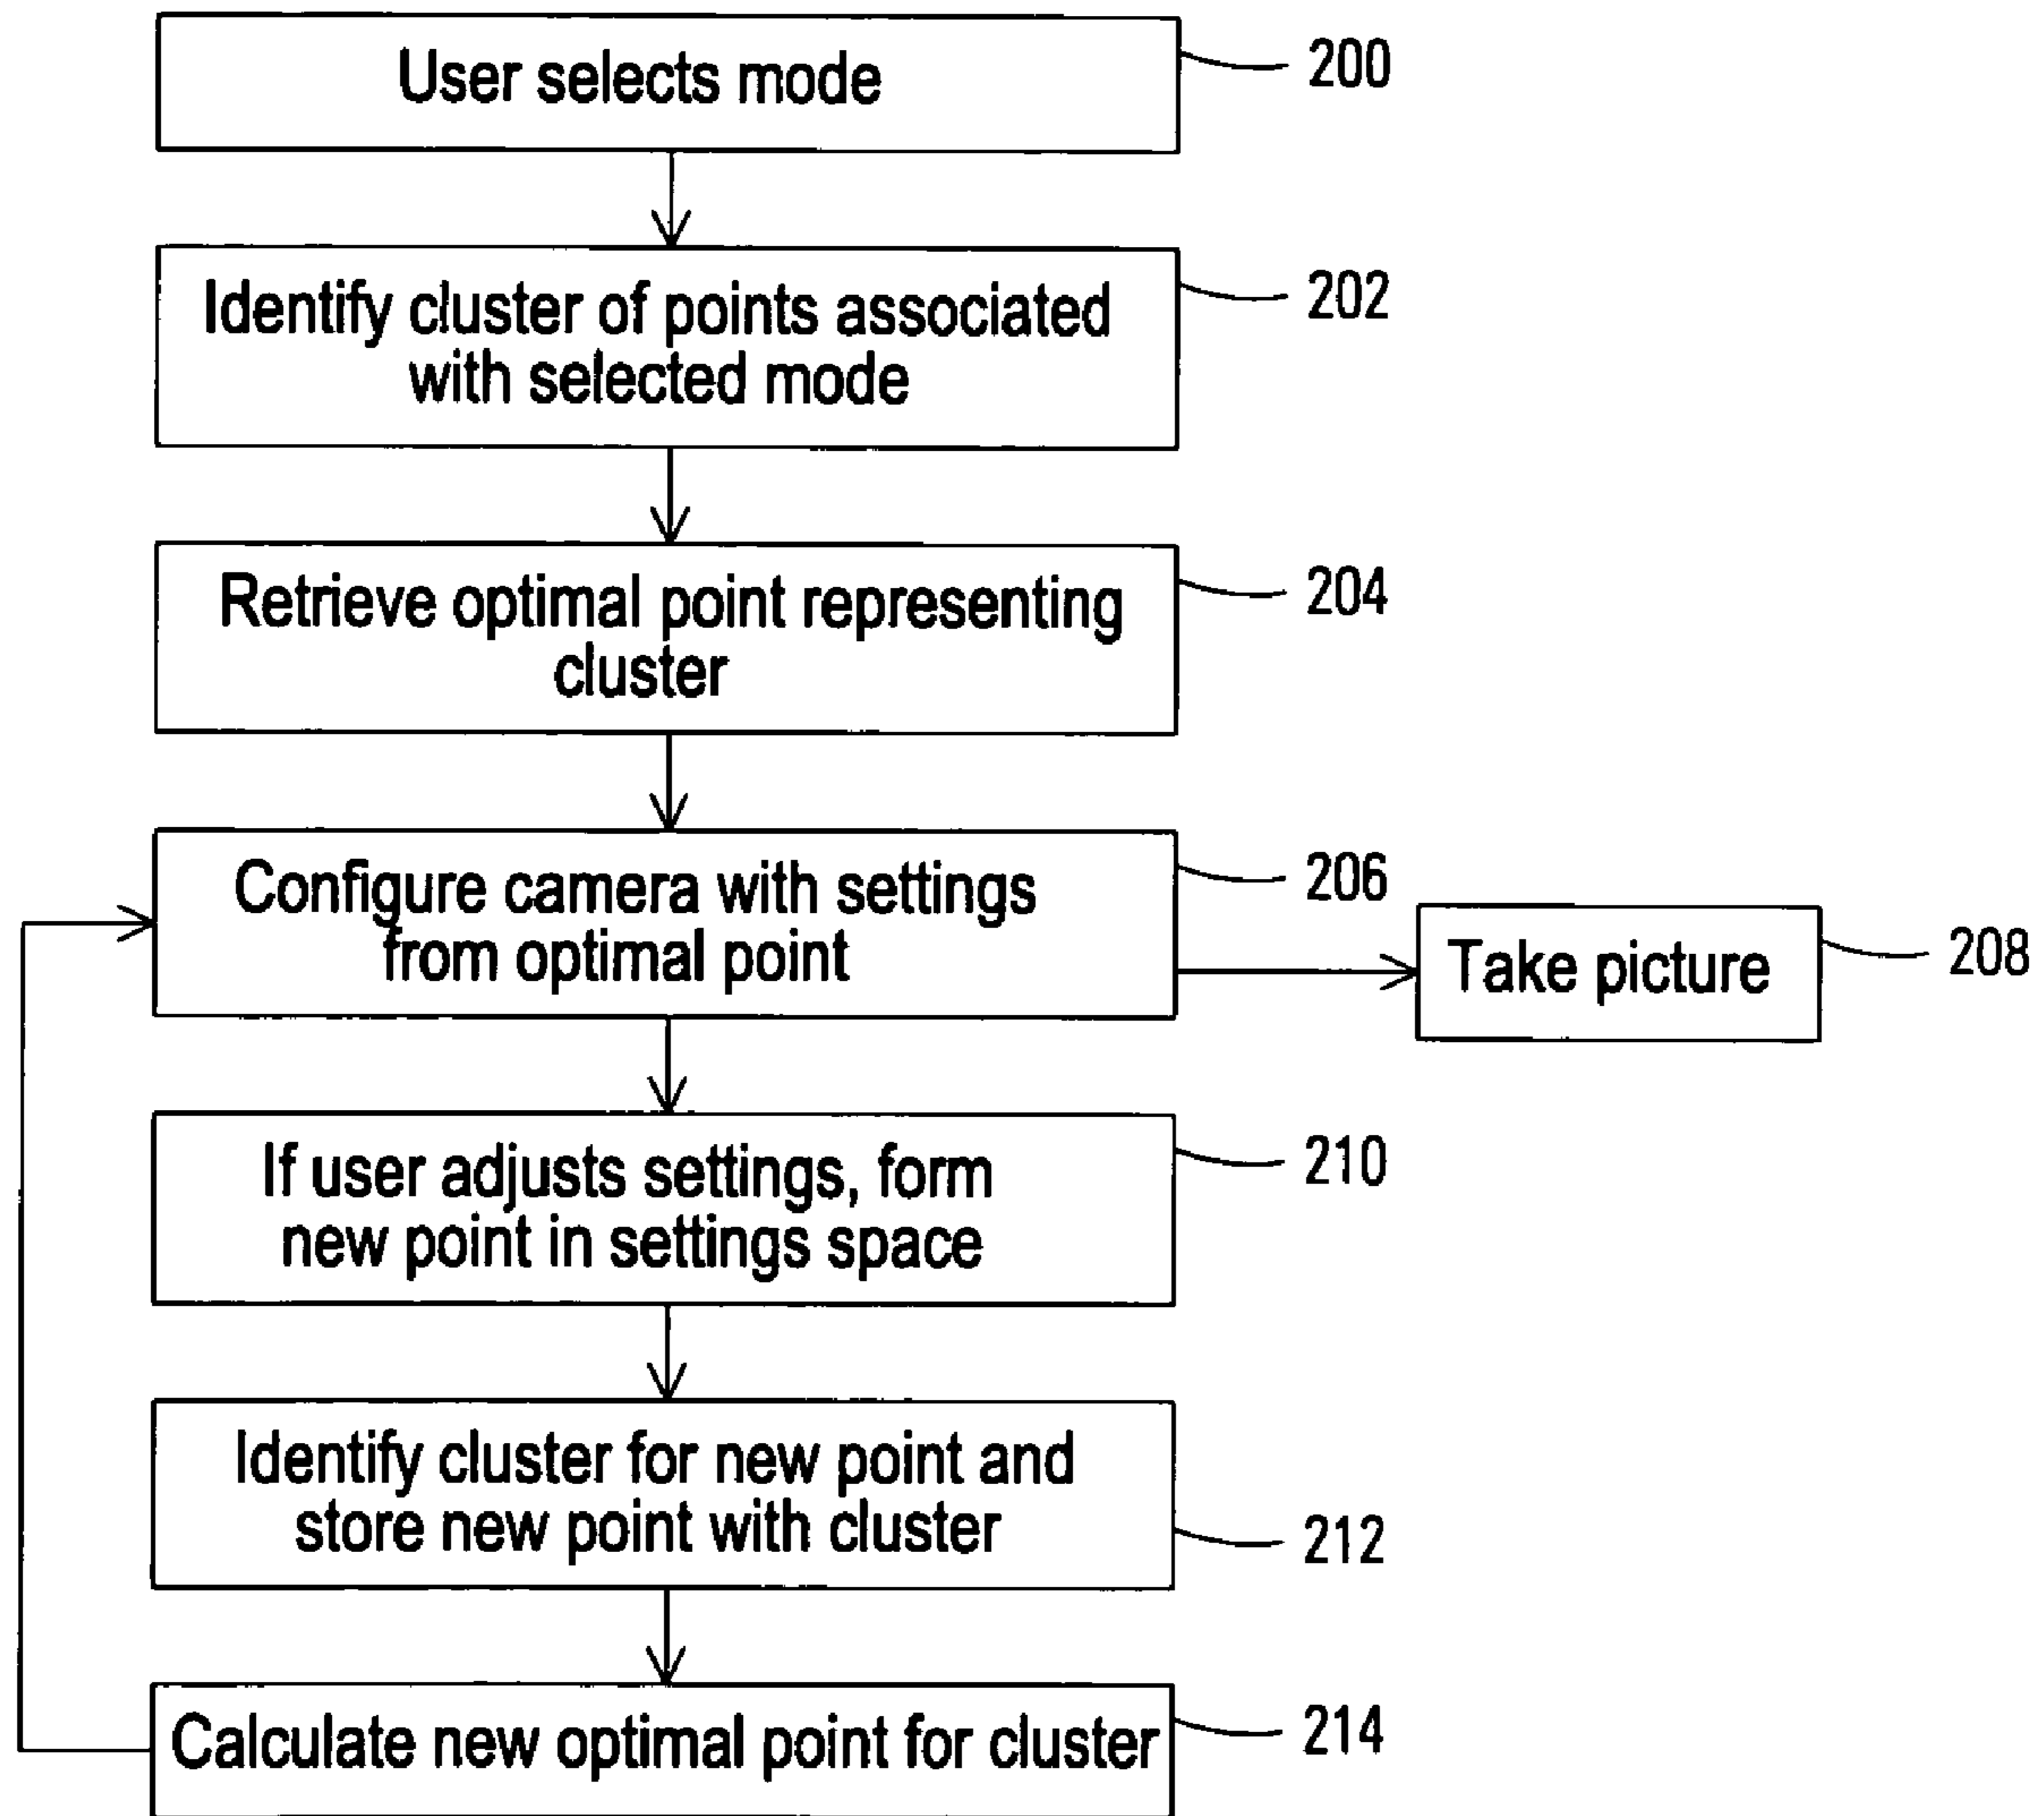 User selects mode
200
Identify cluster of points associated
with selected mode
202
Retrieve optimal point representing
cluster
204
Configure camera with settings
from optimal point
206
Take picture
208
If user adjusts settings, form
new point in settings space
210
Identify cluster for new point and
store new point with cluster
212
Calculate new optimal point for cluster
214